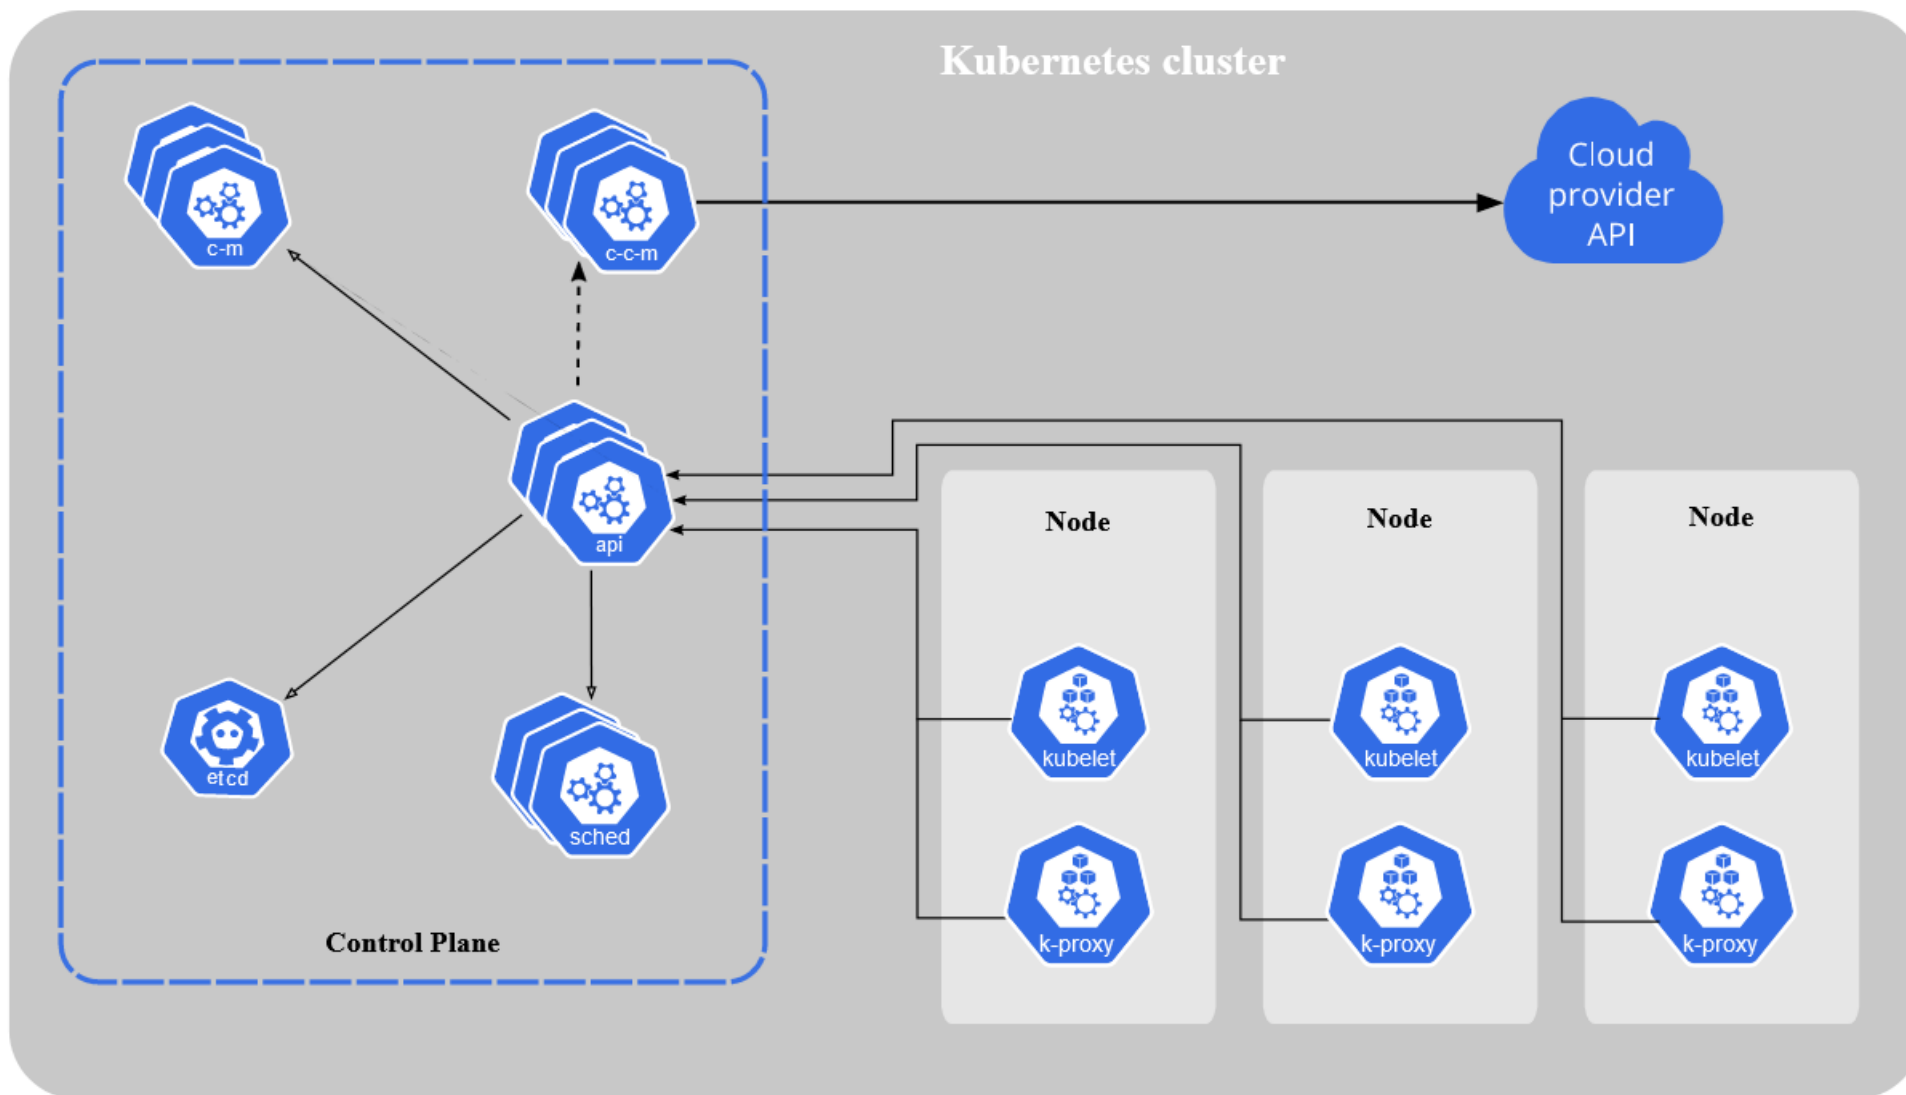 Kubernetes cluster
c-m
c-c-m
Cloud
provider
API
api
Node
Node
Node
etcd
sched
kubelet
kubelet
kubelet
k-proxy
k-proxy
k-proxy
Control Plane